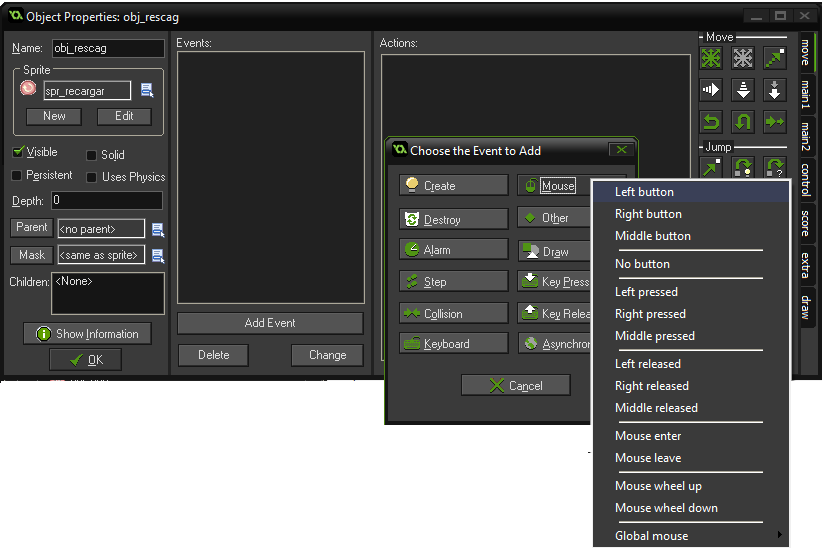 Object Properties: obj_rescag
Name: obj_rescag
Sprite
spr_recargar
New Edit
Visible Solid
Persistent Uses Physics
Depth: 0
Parent <no parent>
Mask <same as sprite>
Children: <None>
Show Information
OK
Events:
Add Event
Delete Change
Actions:
Choose the Event to Add
Create
Destroy
Alarm
Step
Collision
Keyboard
Mouse
Other
Draw
Key Press
Key Relea
Asynchron
Cancel
Left button
Right button
Middle button
No button
Left pressed
Right pressed
Middle pressed
Left released
Right released
Middle released
Mouse enter
Mouse leave
Mouse wheel up
Mouse wheel down
Global mouse
Move
Jump
move
main1
main2
control
score
extra
draw